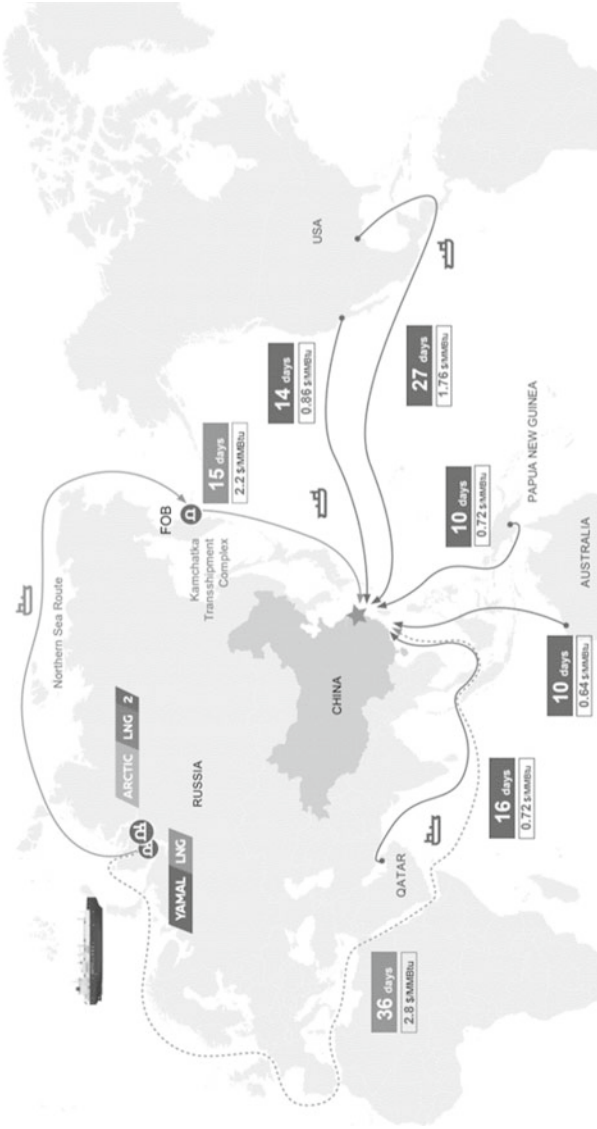 Northern Sea Route
ARCTIC LNG 2
YAMAL LNG
RUSSIA
FOB
Kamchatka
Transshipment
Complex
15 days
2.2 $/MMBtu
14 days
0.86 $/MMBtu
USA
27 days
1.76 $/MMBtu
CHINA
QATAR
36 days
2.8 $/MMBtu
16 days
0.72 $/MMBtu
10 days
0.72 $/MMBtu
PAPUA NEW GUINEA
10 days
0.64 $/MMBtu
AUSTRALIA